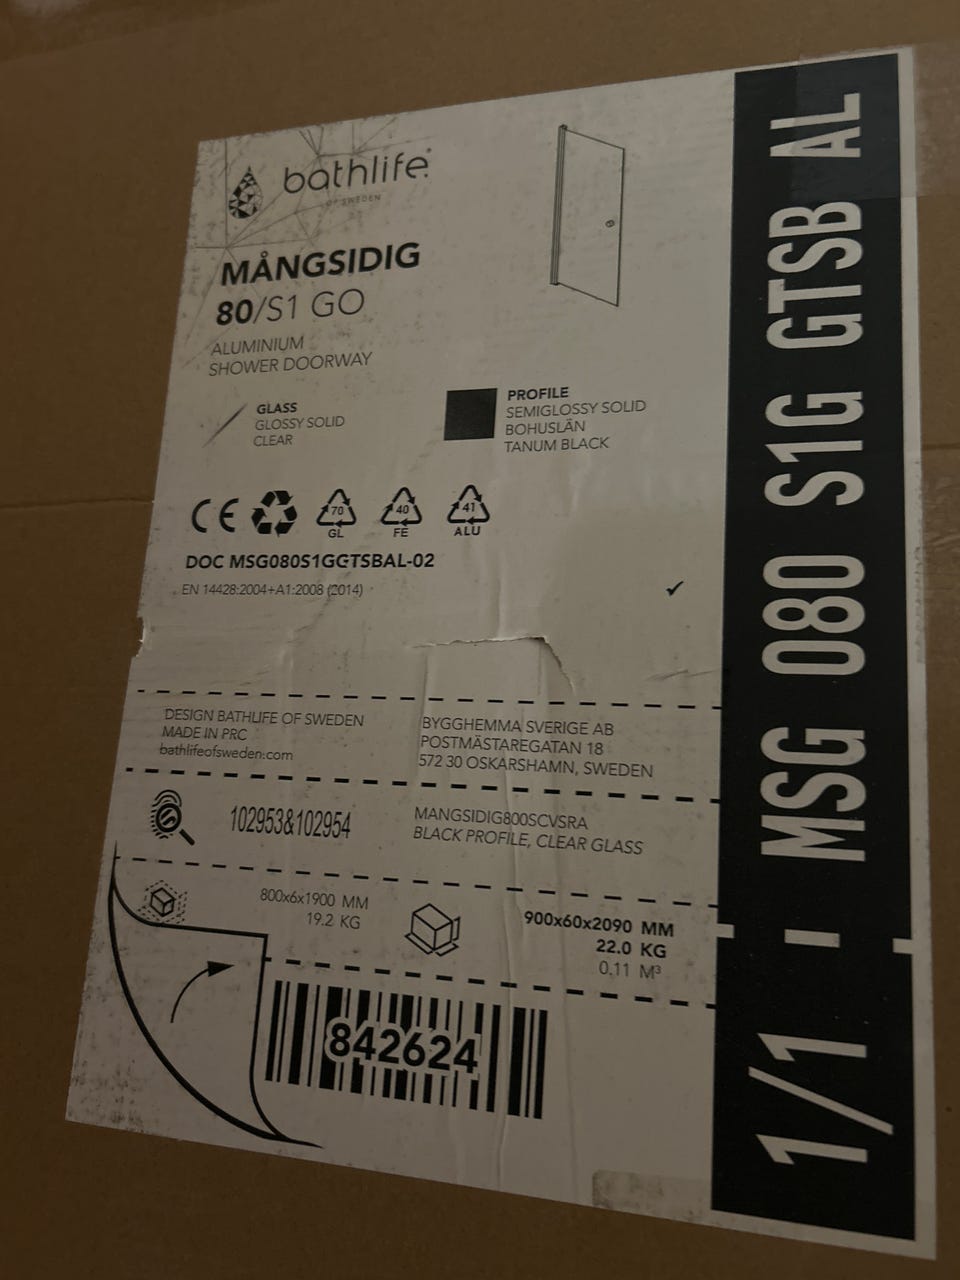 bathlife
OF SWEDEN
MÅNGSIDIG
80/S1 GO
ALUMINIUM
SHOWER DOORWAY
GLASS
GLOSSY SOLID
CLEAR
PROFILE
SEMIGLOSSY SOLID
BOHUSLÄN
TANUM BLACK
CE
70
GL
40
FE
41
ALU
DOC MSG080S1GGTSBAL-02
EN 14428:2004+A1:2008 (2014)
DESIGN BATHLIFE OF SWEDEN
MADE IN PRC
bathlifeofsweden.com
BYGGHEMMA SVERIGE AB
POSTMÄSTAREGATAN 18
572 30 OSKARSHAMN, SWEDEN
102953&102954
MANGSIDIG800SCVSRA
BLACK PROFILE, CLEAR GLASS
800x6x1900 MM
19.2 KG
900x60x2090 MM
22.0 KG
0.11 M³
842624
1/1 - MSG 080 S1G GTSB AL